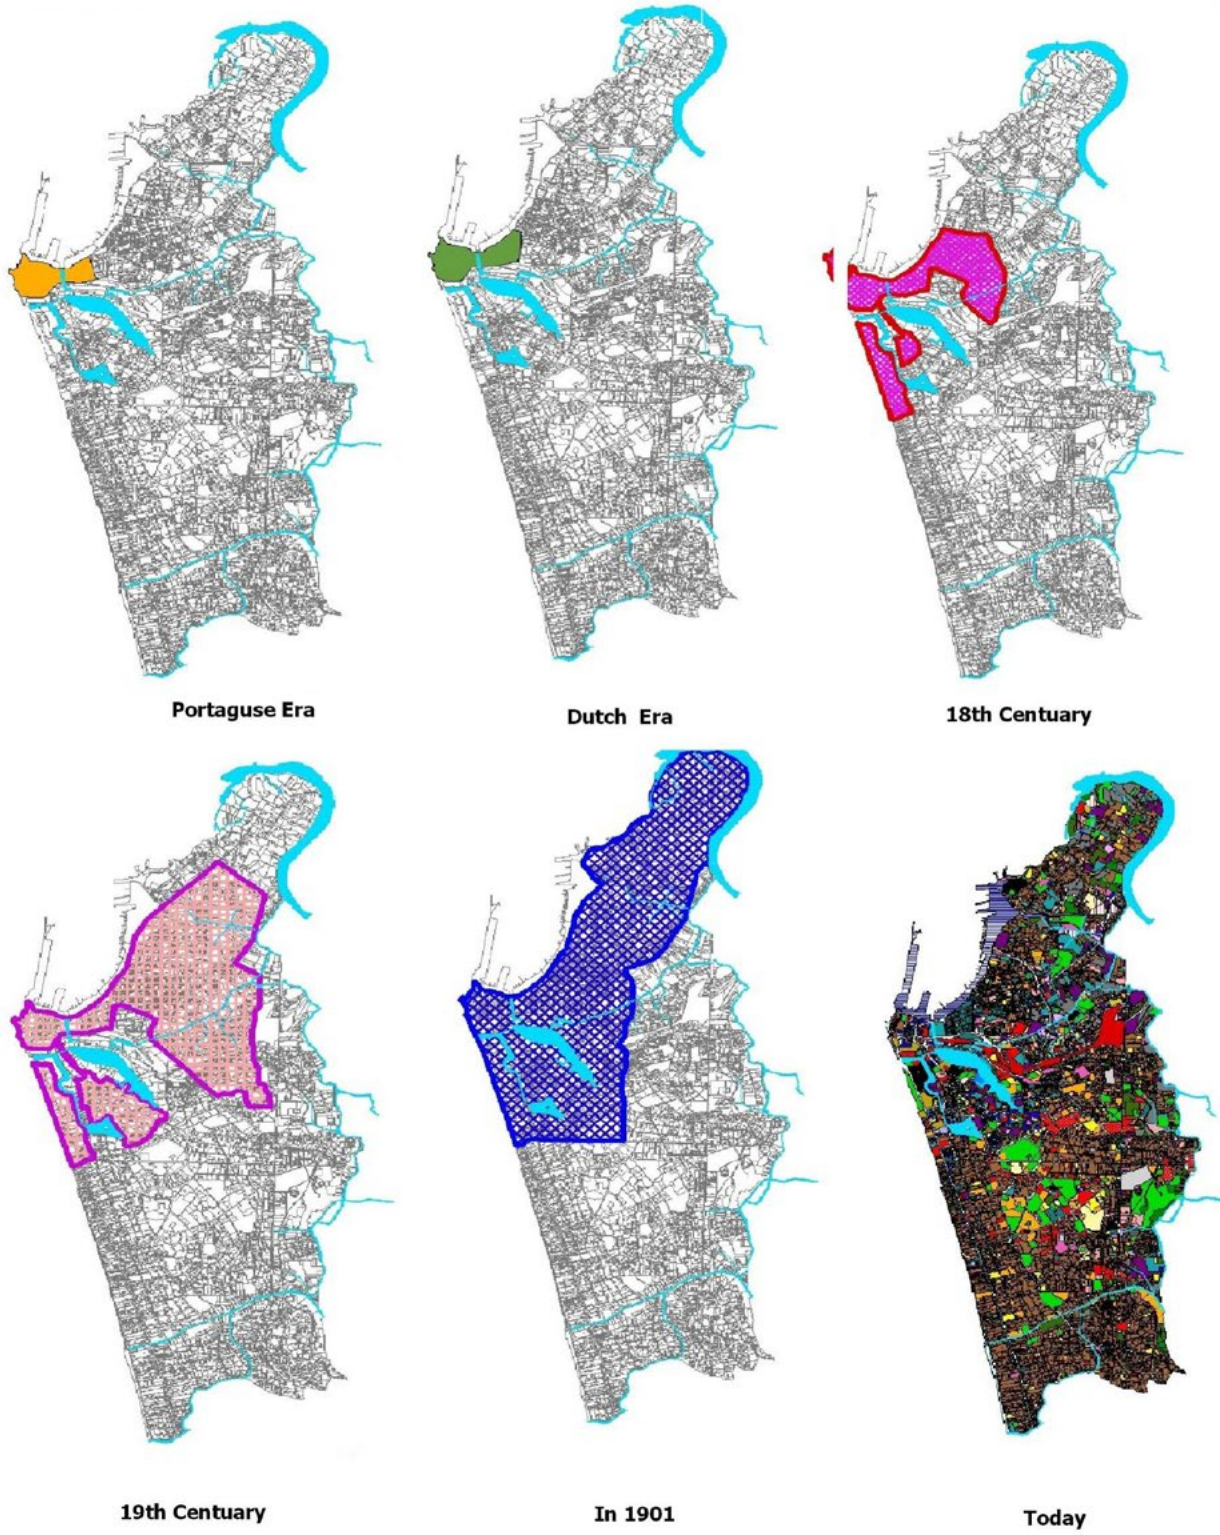 Portaguse Era
Dutch Era
18th Centuary
19th Centuary
In 1901
Today